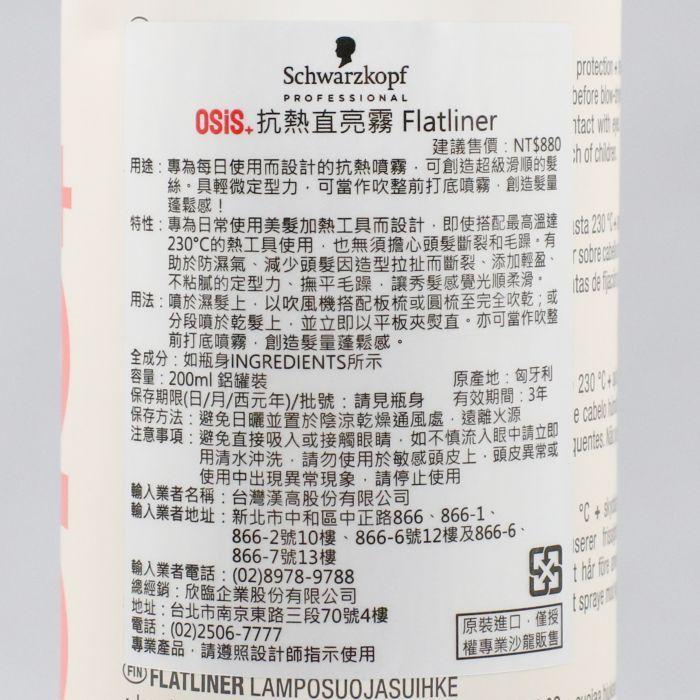 Schwarzkopf
PROFESSIONAL
OSiS+抗熱直亮霧 Flatliner
建議售價:NT$880
用途:專為每日使用而設計的抗熱噴霧,可創造超級滑順的髮
絲。具輕微定型力,可當作吹整前打底噴霧,創造髮量
蓬鬆感!
特性:專為日常使用美髮加熱工具而設計,即使搭配最高溫達
230°C的熱工具使用,也無須擔心頭髮斷裂和毛躁。有
助於防濕氣、減少頭髮因造型拉扯而斷裂、添加輕盈、
不粘膩的定型力、撫平毛躁,讓秀髮感覺光順柔滑。
用法:噴於濕髮上,以吹風機搭配板梳或圓梳至完全吹乾;或
分段噴於乾髮上,並立即以平板夾熨直。亦可當作吹整
前打底噴霧,創造髮量蓬鬆感。
全成分:如瓶身INGREDIENTS所示
容量:200ml 鋁罐裝
原產地:匈牙利
保存期限(日/月/西元年)/批號:請見瓶身
有效期間:3年
保存方法:避免日曬並置於陰涼乾燥通風處,遠離火源
注意事項:避免直接吸入或接觸眼睛,如不慎流入眼中請立即
用清水沖洗,請勿使用於敏感頭皮上,頭皮異常或
使用中出現異常現象,請停止使用
輸入業者名稱:台灣漢高股份有限公司
輸入業者地址:新北市中和區中正路866、866-1、
866-2號10樓、866-6號12樓及866-6、
866-7號13樓
輸入業者電話:(02)8978-9788
總經銷:欣臨企業股份有限公司
地址:台北市南京東路三段70號4樓
電話:(02)2506-7777
專業產品,請遵照設計師指示使用
原裝進口,僅授
權專業沙龍販售
protection +
before blow-
ntact with eye
h of children.
usta 230 °C +
r sobre cabell
tas de fijac
230 °C +
e cabelo hú
quentes.
°C +
hår före
t spraye mot
(FIN) FLATLINER LAMPOSUOJASUIHKE